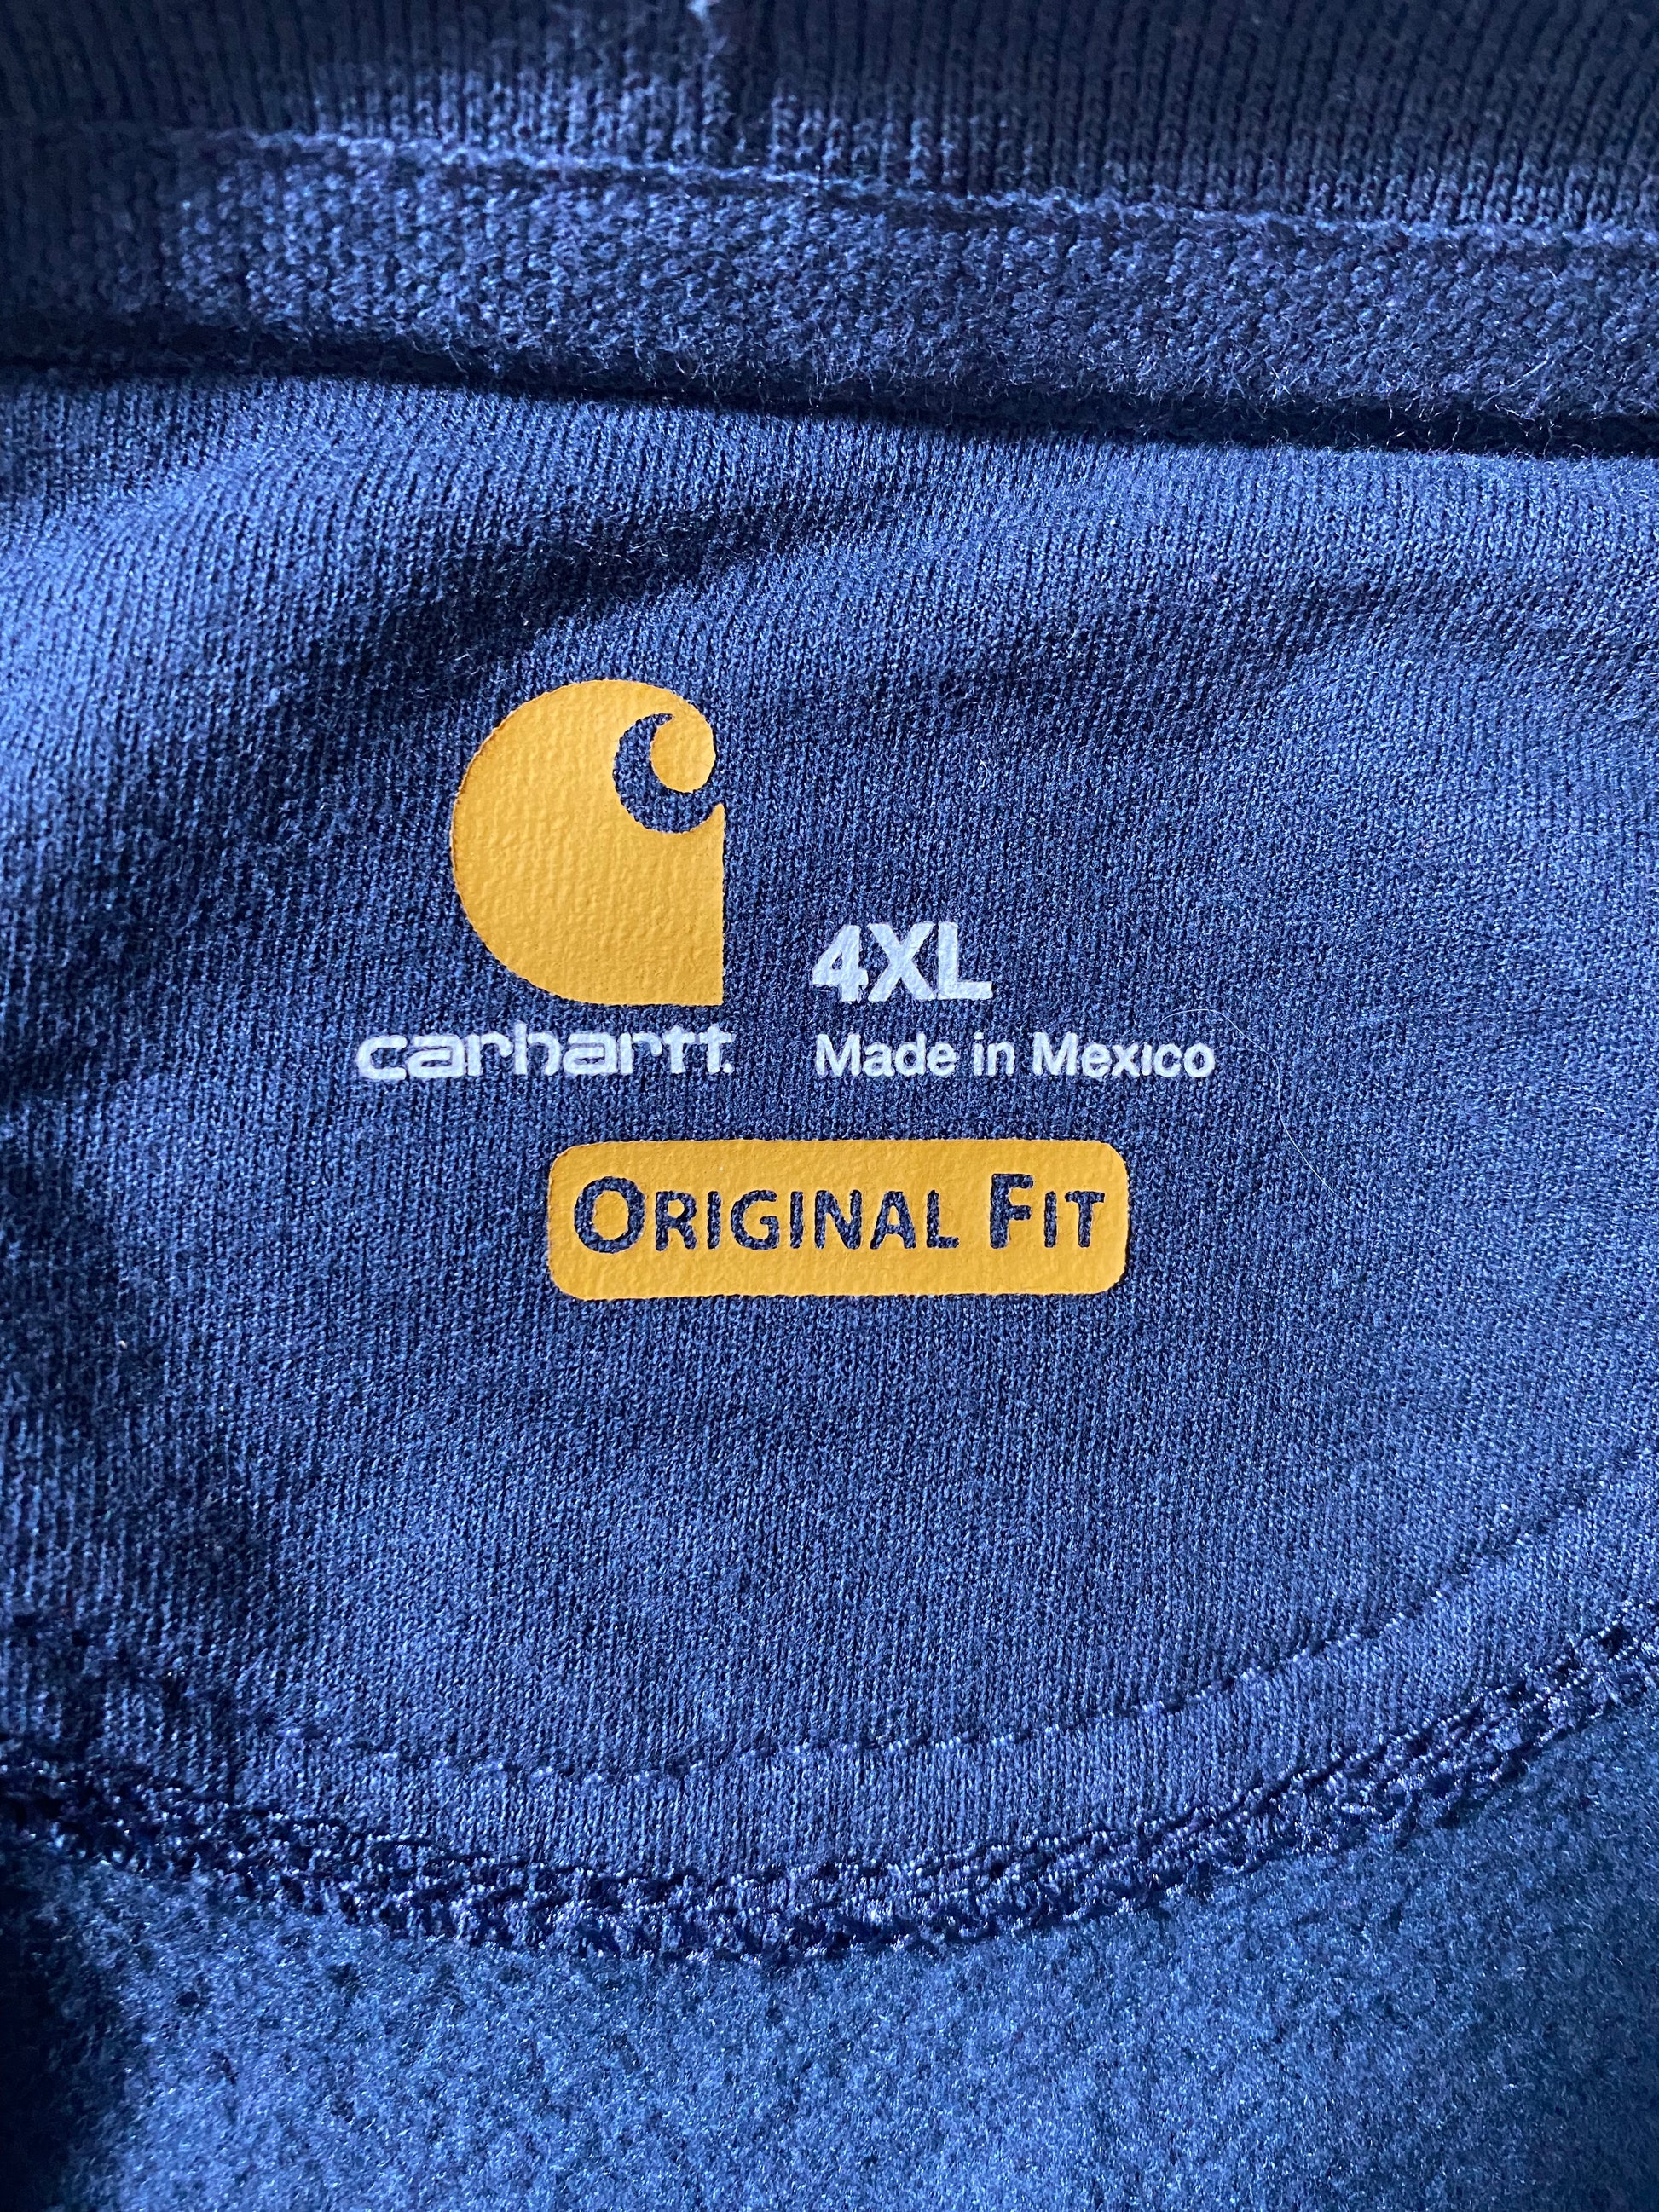 4XL
carhartt.
Made in Mexico
ORIGINAL FIT